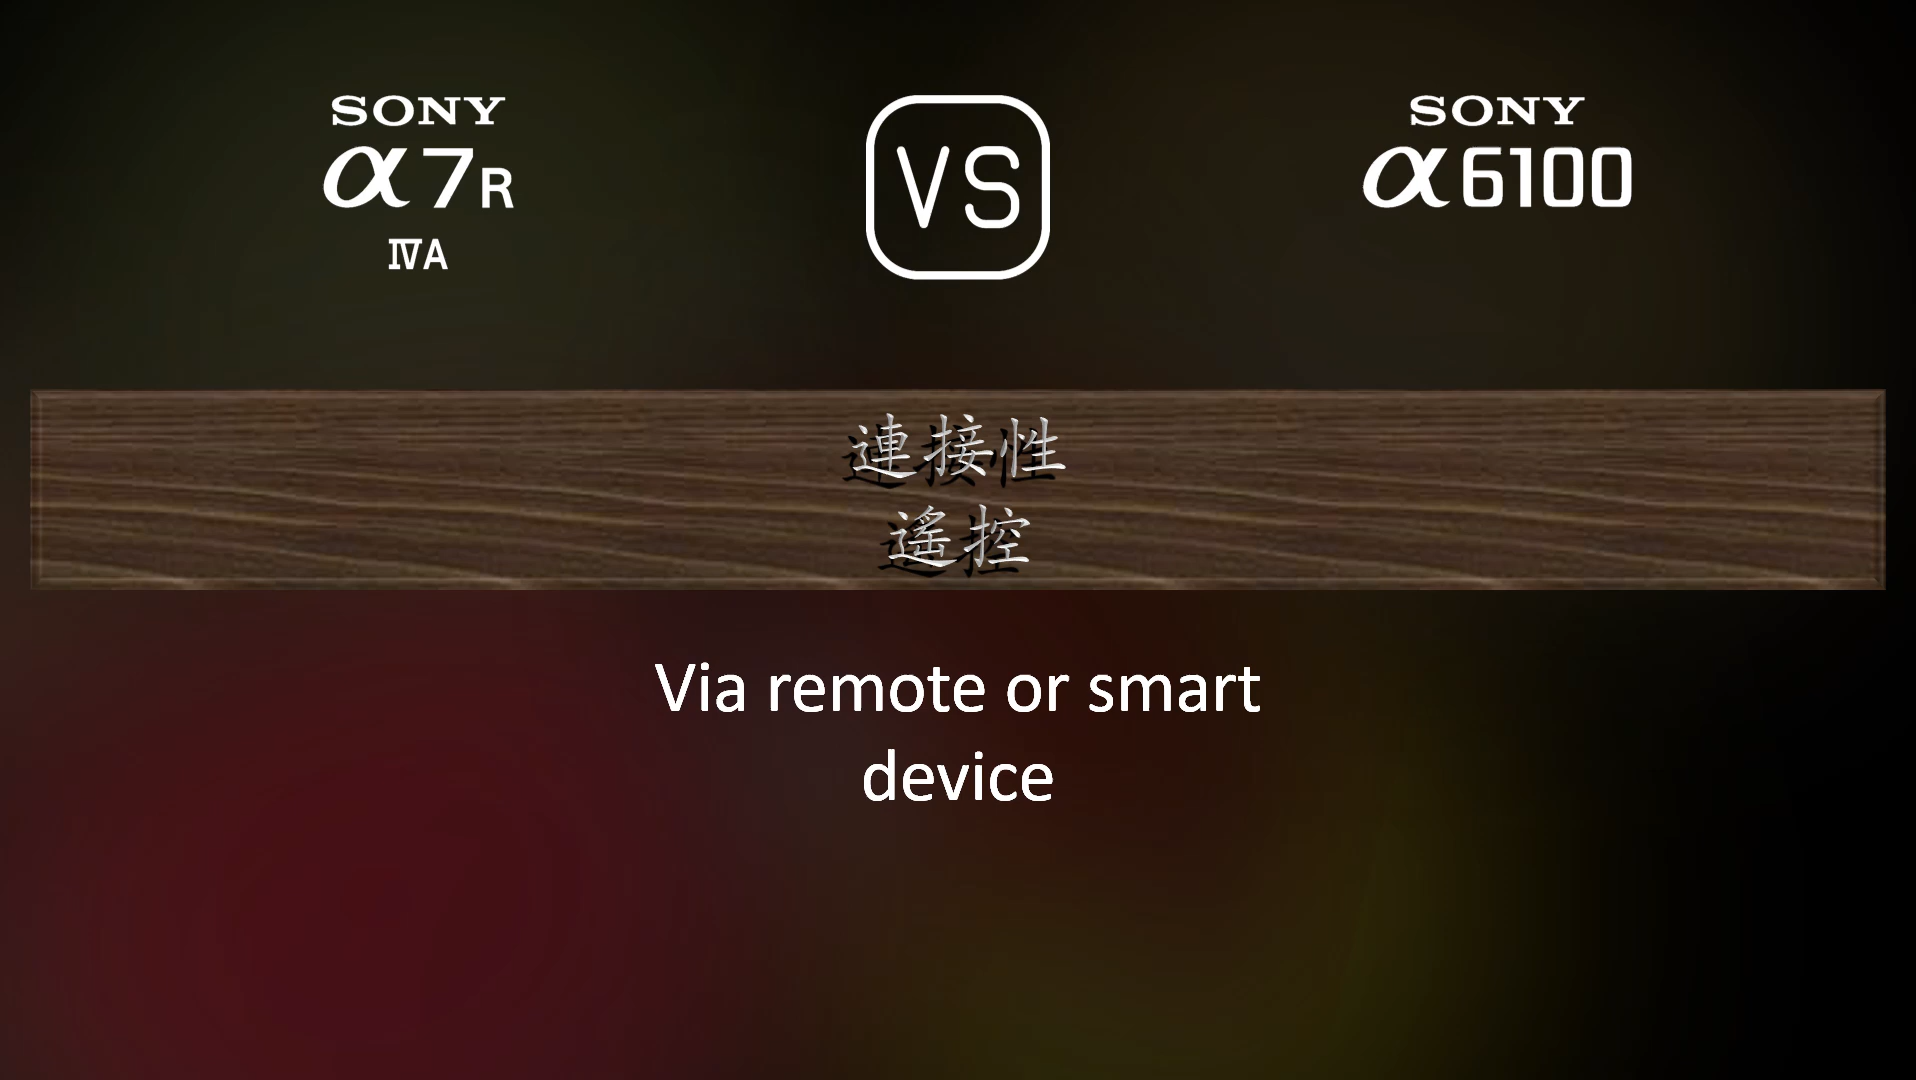 SONY
α7R
IVA
VS
SONY
α6100
連接性
遙控
Via remote or smart
device